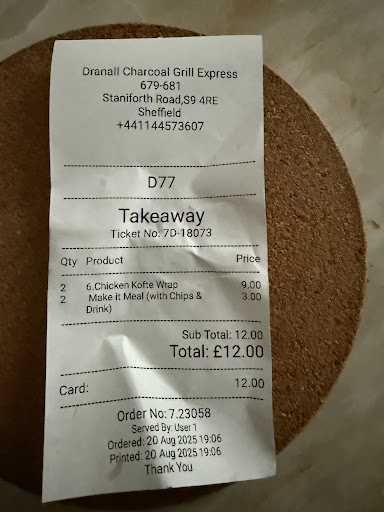 Dranall Charcoal Grill Express
679-681
Staniforth Road,S9 4RE
Sheffield
+441144573607
D77
Takeaway
Ticket No: 7D-18073
Qty Product Price
2 6.Chicken Kofte Wrap 9.00
2 Make it Meal (with Chips & 3.00
Drink)
Sub Total: 12.00
Total: £12.00
Card: 12.00
Order No: 7.23058
Served By: User 1
Ordered: 20 Aug 2025 19:06
Printed: 20 Aug 2025 19:06
Thank You